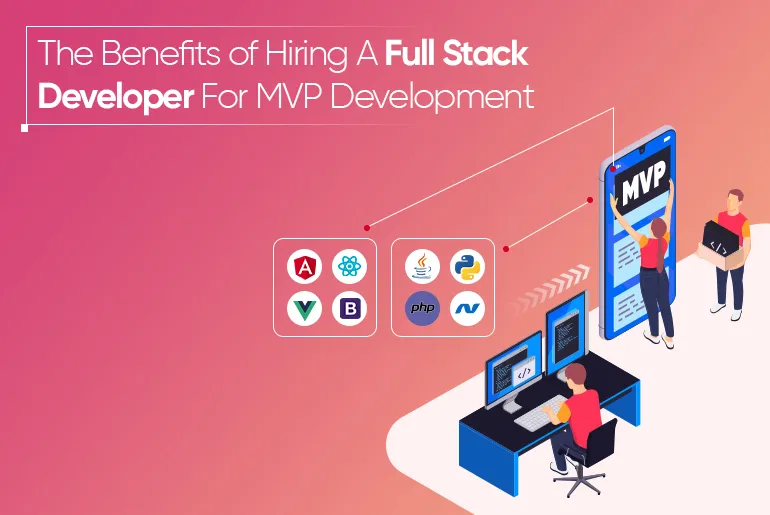 The Benefits of Hiring A Full Stack
Developer For MVP Development
MVP
A
B
php
</>
</>